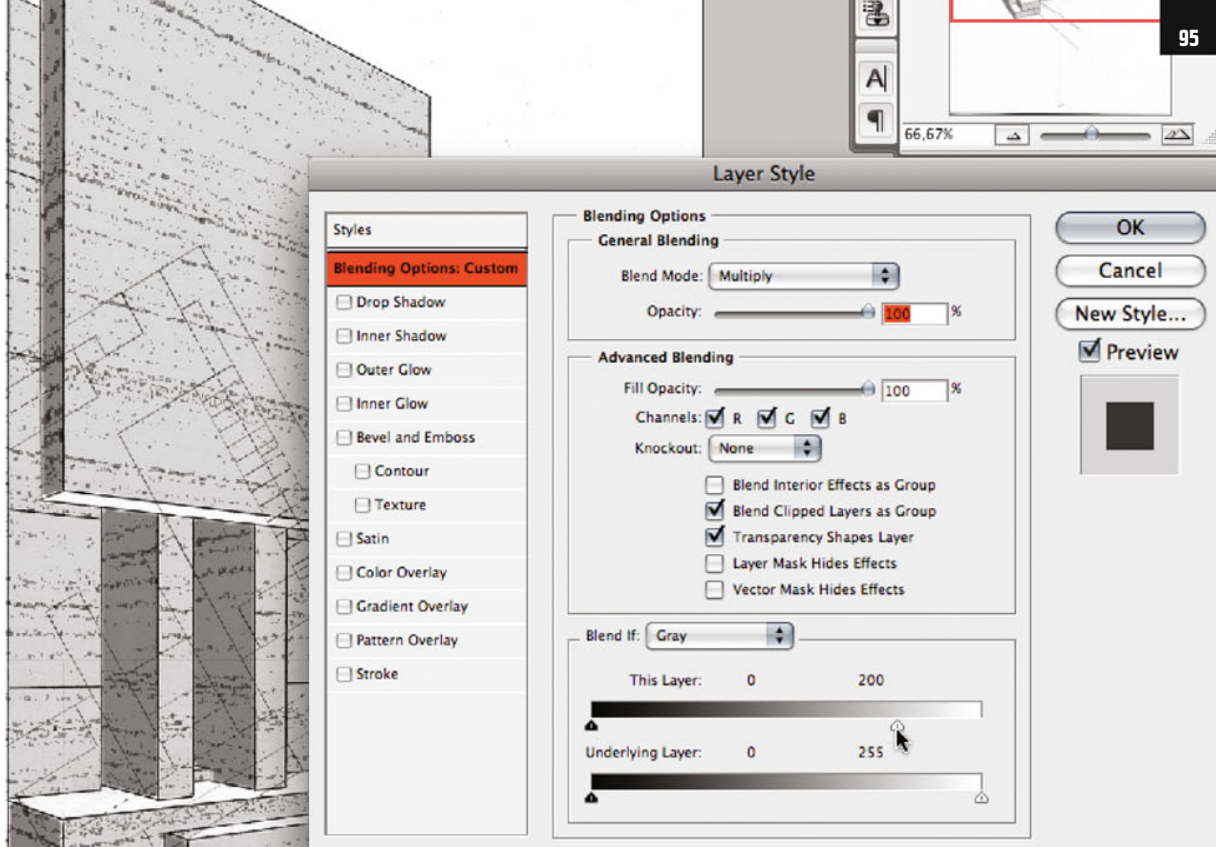 95
A
¶
66,67%
Layer Style
Styles
Blending Options: Custom
Drop Shadow
Inner Shadow
Outer Glow
Inner Glow
Bevel and Emboss
Contour
Texture
Satin
Color Overlay
Gradient Overlay
Pattern Overlay
Stroke
Blending Options
General Blending
Blend Mode: Multiply
Opacity: 100 %
Advanced Blending
Fill Opacity: 100 %
Channels: R G B
Knockout: None
Blend Interior Effects as Group
Blend Clipped Layers as Group
Transparency Shapes Layer
Layer Mask Hides Effects
Vector Mask Hides Effects
Blend If: Gray
This Layer: 0 200
Underlying Layer: 0 255
OK
Cancel
New Style...
Preview